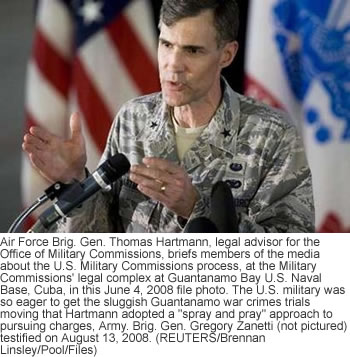 Air Force Brig. Gen. Thomas Hartmann, legal advisor for the
Office of Military Commissions, briefs members of the media
about the U.S. Military Commissions process, at the Military
Commissions' legal complex at Guantanamo Bay U.S. Naval
Base, Cuba, in this June 4, 2008 file photo. The U.S. military was
so eager to get the sluggish Guantanamo war crimes trials
moving that Hartmann adopted a "spray and pray" approach to
pursuing charges, Army. Brig. Gen. Gregory Zanetti (not pictured)
testified on August 13, 2008. (REUTERS/Brennan
Linsley/Pool/Files)